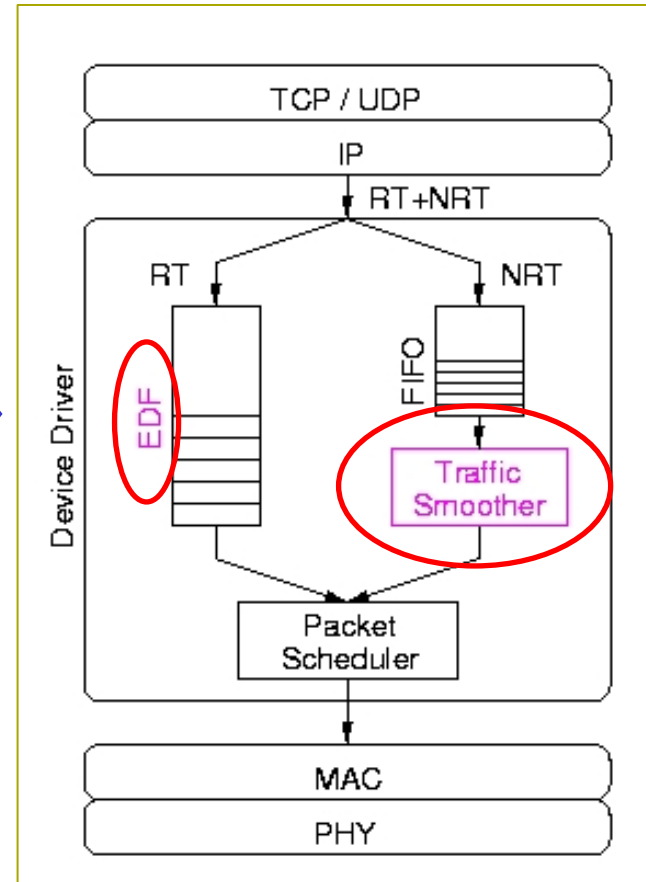 TCP / UDP
IP
RT+NRT
RT
NRT
Device Driver
EDF
FIFO
Traffic
Smoother
Packet
Scheduler
MAC
PHY